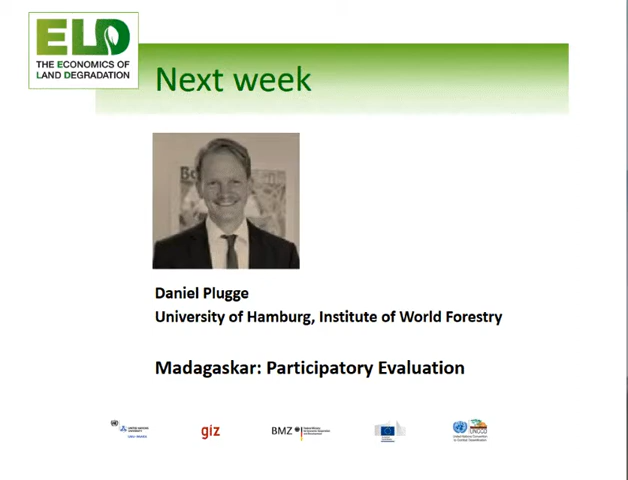 ELD
THE ECONOMICS OF
LAND DEGRADATION
Next week
Daniel Plugge
University of Hamburg, Institute of World Forestry
Madagaskar: Participatory Evaluation
giz
BMZ
UNCCD